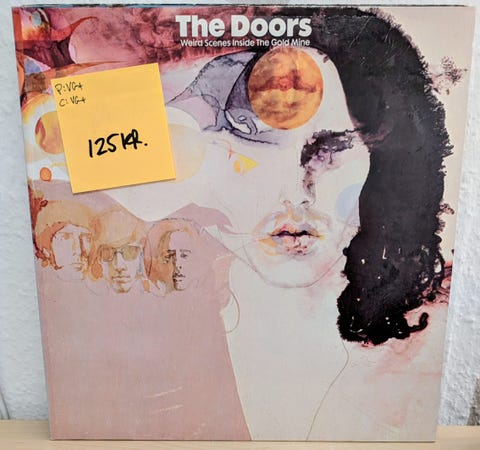 The Doors
Weird Scenes Inside The Gold Mine
P: VG+
C: VG+
125 KR.